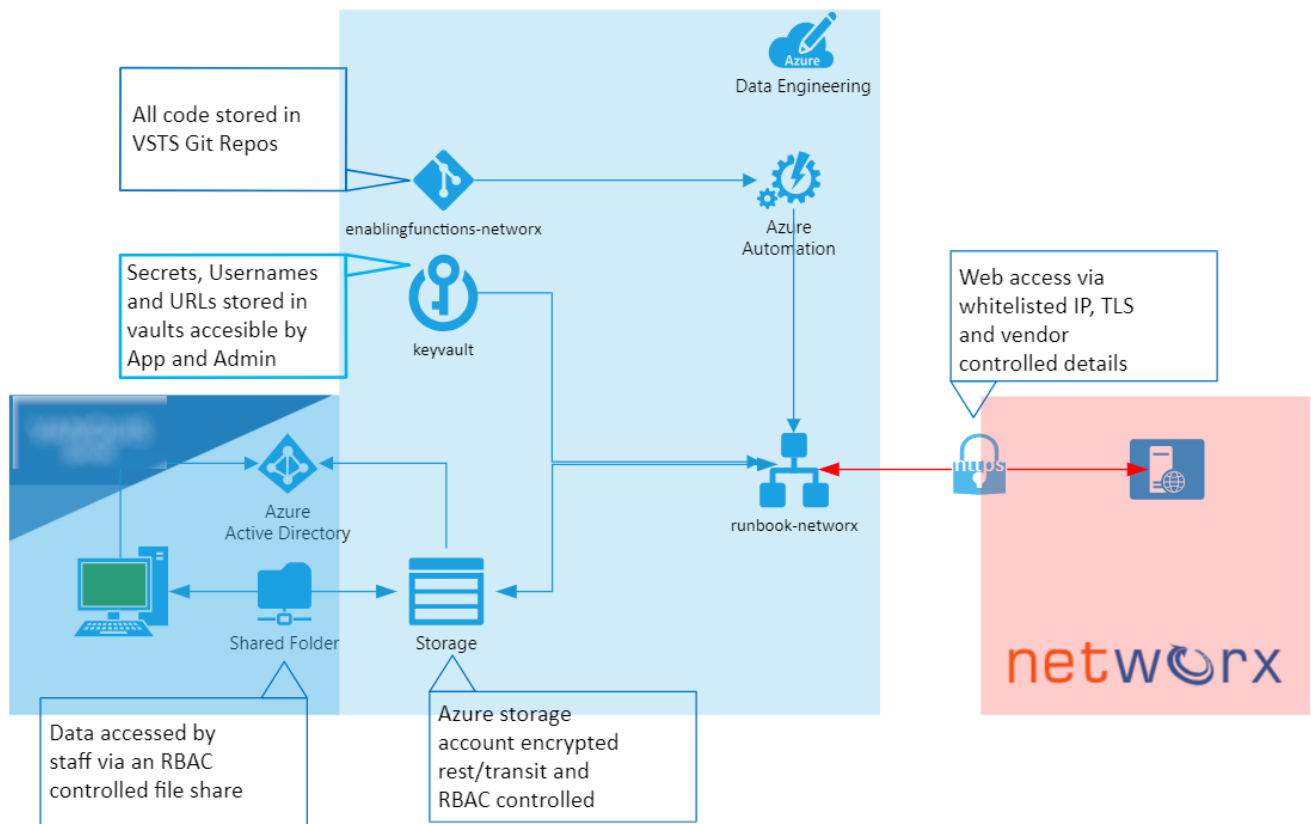 Azure
Data Engineering
All code stored in
VSTS Git Repos
enablingfunctions-networx
Azure
Automation
Secrets, Usernames
and URLs stored in
vaults accesible by
App and Admin
keyvault
Web access via
whitelisted IP, TLS
and vendor
controlled details
Azure
Active Directory
runbook-networx
https
Shared Folder
Storage
networx
Data accessed by
staff via an RBAC
controlled file share
Azure storage
account encrypted
rest/transit and
RBAC controlled